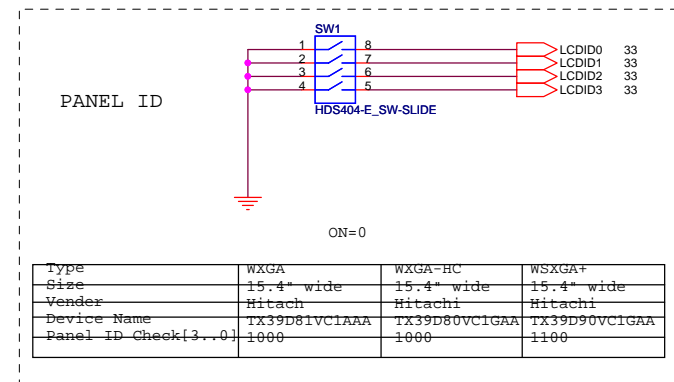 SW1
1 8 LCDID0 33
2 7 LCDID1 33
3 6 LCDID2 33
4 5 LCDID3 33
PANEL ID
HDS404-E_SW-SLIDE
ON=0
Type WXGA WXGA-HC WSXGA+
Size 15.4" wide 15.4" wide 15.4" wide
Vender Hitach Hitachi Hitachi
Device Name TX39D81VC1AAA TX39D80VC1GAA TX39D90VC1GAA
Panel ID Check[3..0] 1000 1000 1100